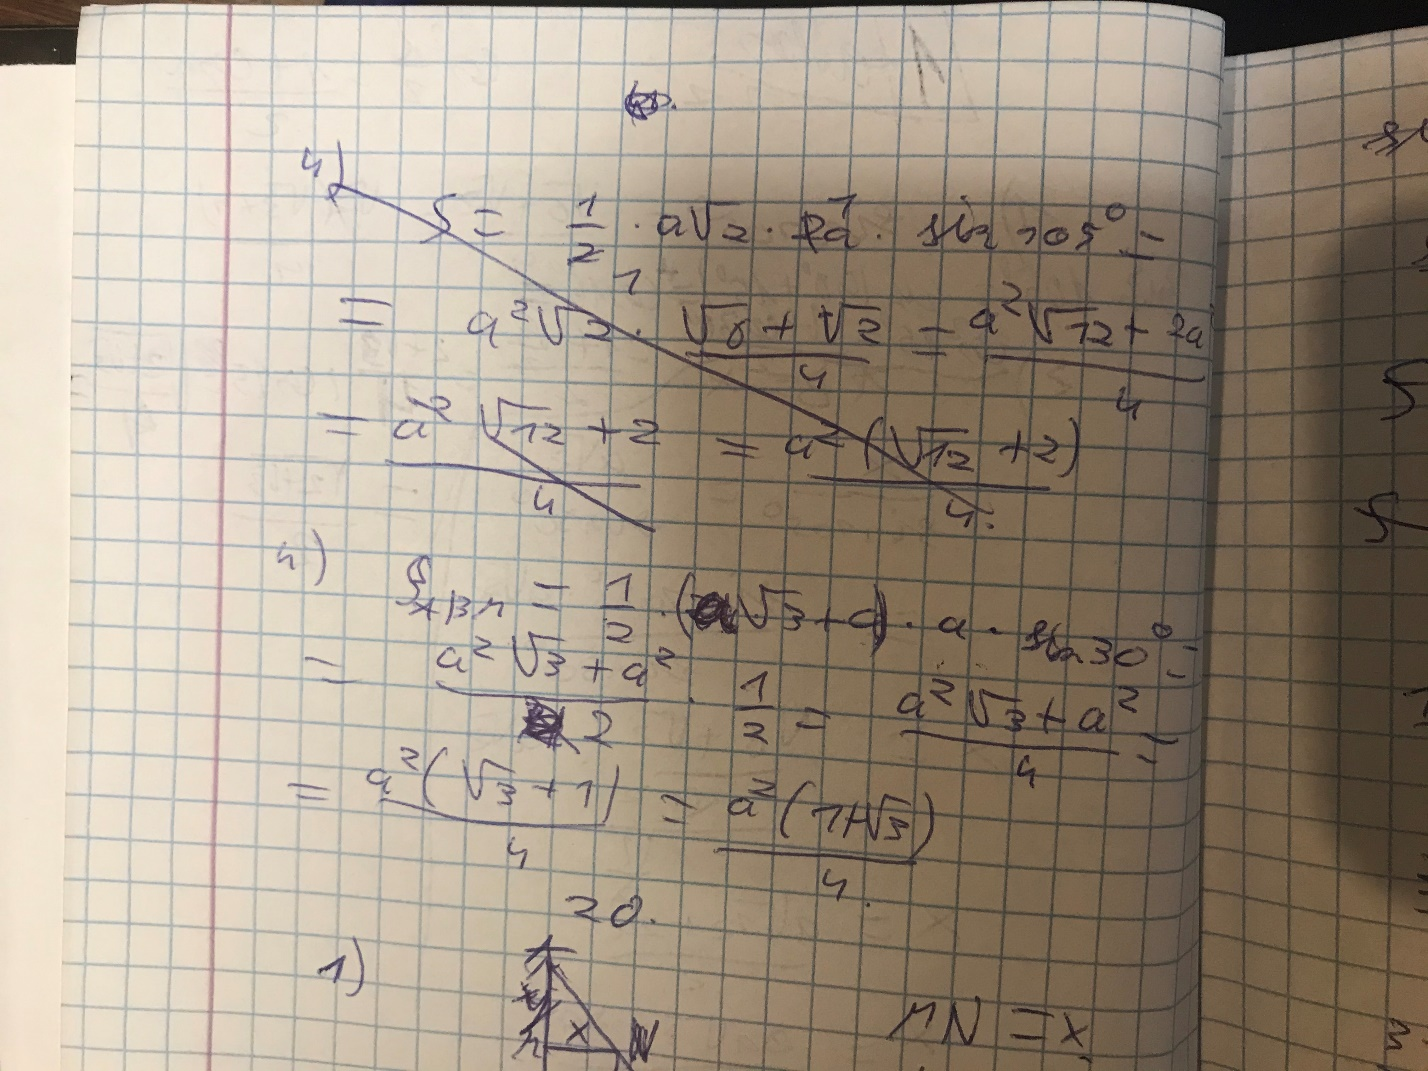 4)
S = 1/2 · a√2 · 2a · sin 105° =
= a²√2 · (√6 + √2)/4 = (a²√12 + 2a)/4
= (a²√12 + 2)/4 = a²(√12 + 2)/4.
4) S = 1/2 · (a√3 + a) · a · sin 30° =
= (a²√3 + a²)/2 · 1/2 = (a²√3 + a²)/4 =
= a²(√3 + 1)/4 = a²(1+√3)/4.
20.
1)
x N
MN = x